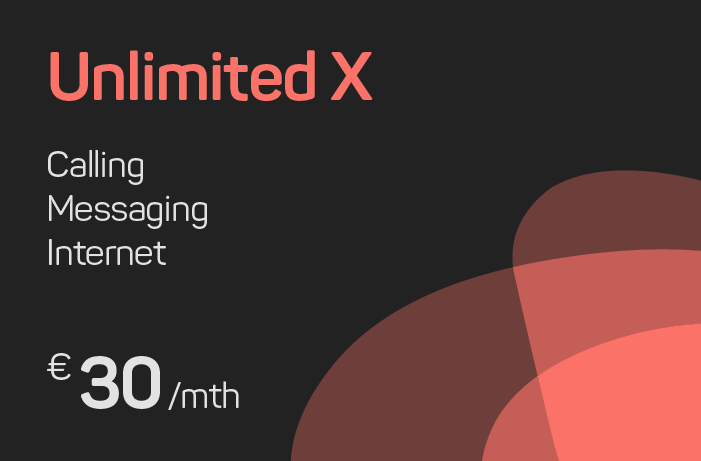 Unlimited X
Calling
Messaging
Internet
€30/mth